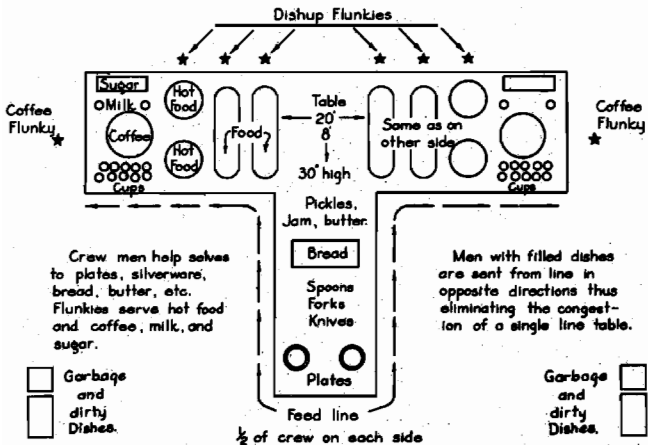 Dishup Flunkies
Sugar
Milk
Coffee
Cups
Hot
Food
Hot
Food
Food
Coffee
Flunky
Table
20'
8'
30" high
Same as on
other side
Cups
Coffee
Flunky
Pickles,
Jam, butter.
Bread
Spoons
Forks
Knives
Plates
Crew men help selves
to plates, silverware,
bread, butter, etc.
Flunkies serve hot food
and coffee, milk, and
sugar.
Men with filled dishes
are sent from line in
opposite directions thus
eliminating the congest-
ion of a single line table.
Garbage
and
dirty
Dishes.
Garbage
and
dirty
Dishes.
Feed line
½ of crew on each side